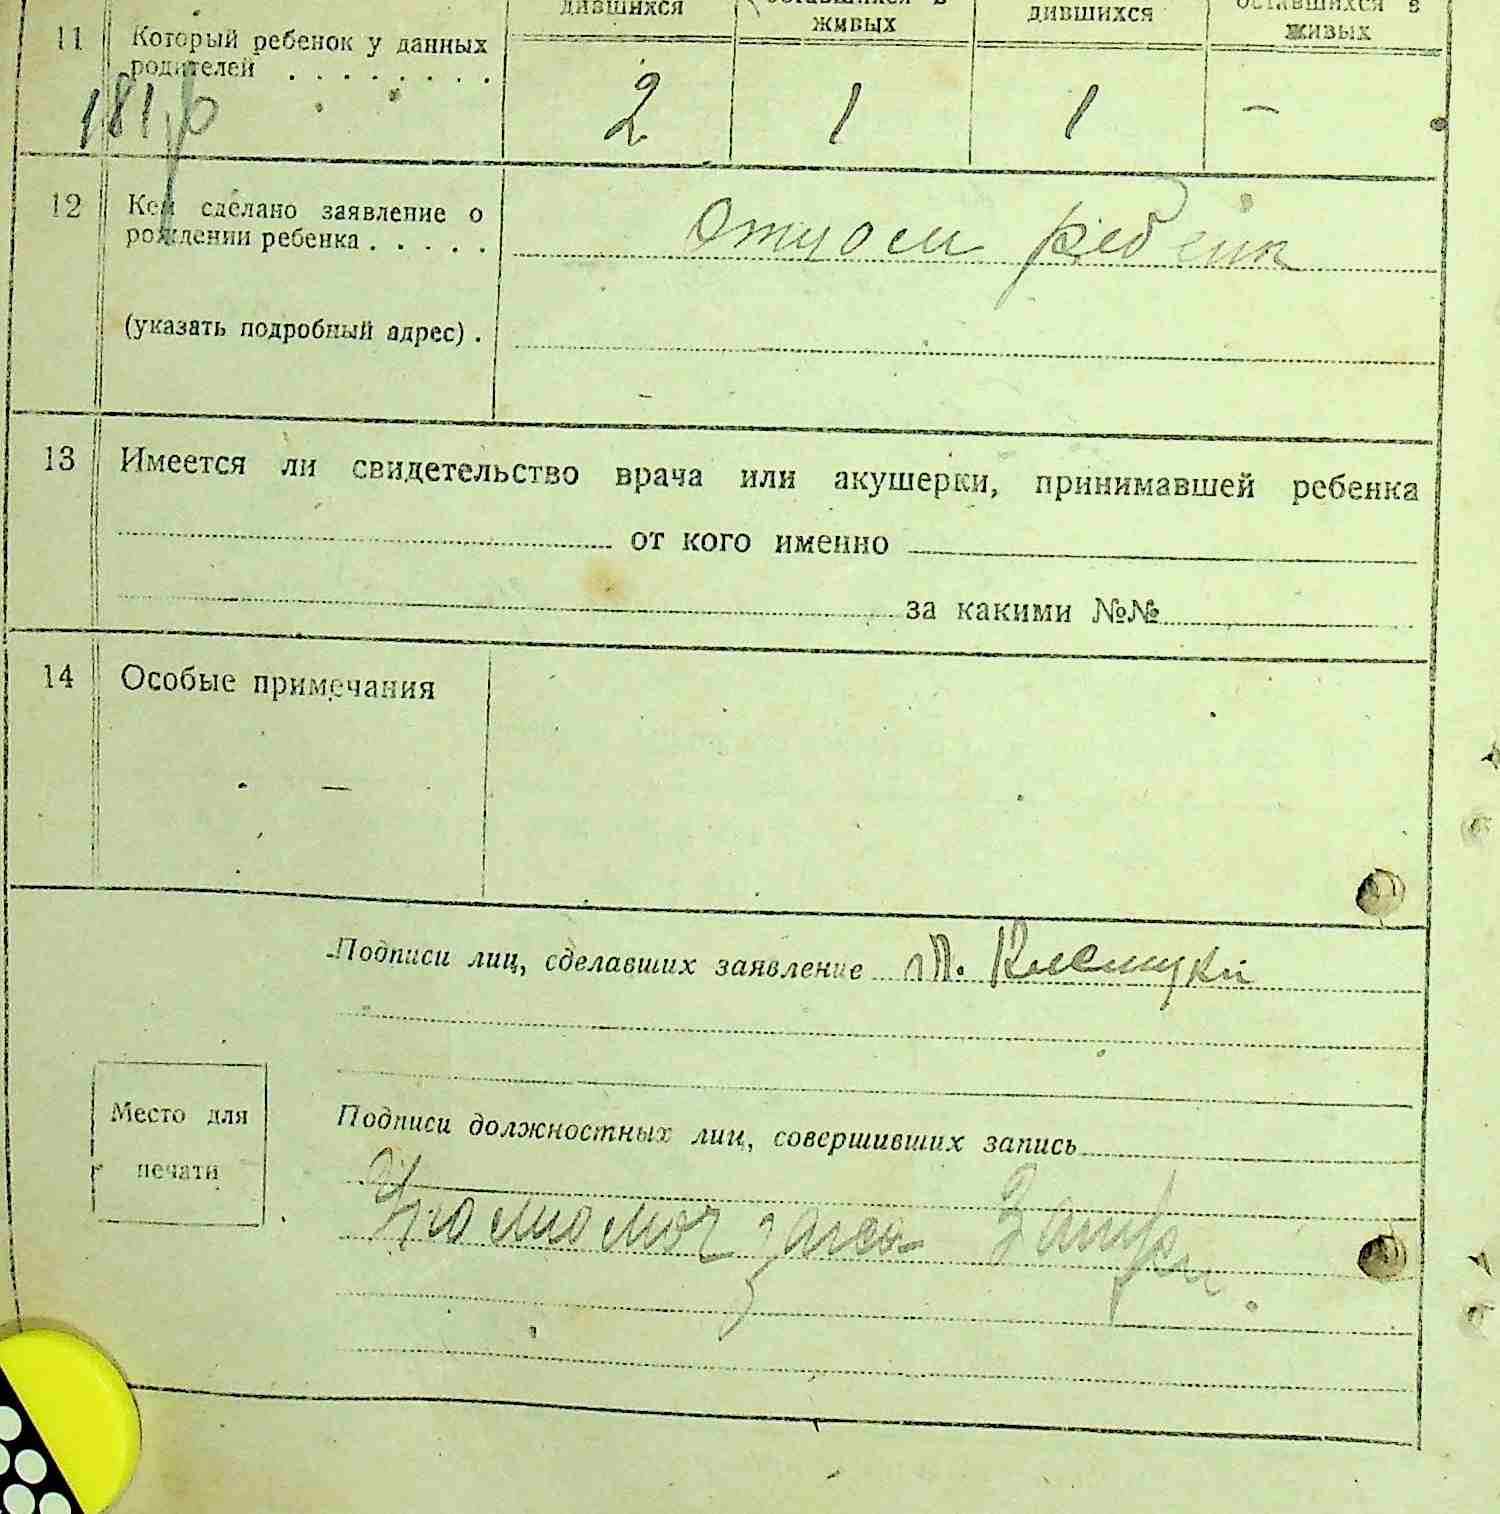 дившихся
живых
дившихся
оставшихся в
живых
11 Который ребенок у данных
родителей . . . . . . . .
2 1 1 —
12 Кем сделано заявление о
рождении ребенка . . . . .
отцом ребенк
(указать подробный адрес) .
13 Имеется ли свидетельство врача или акушерки, принимавшей ребенка
от кого именно
за какими №№
14 Особые примечания
—
Подписи лиц, сделавших заявление
Место для
печати
Подписи должностных лиц, совершивших запись
загса